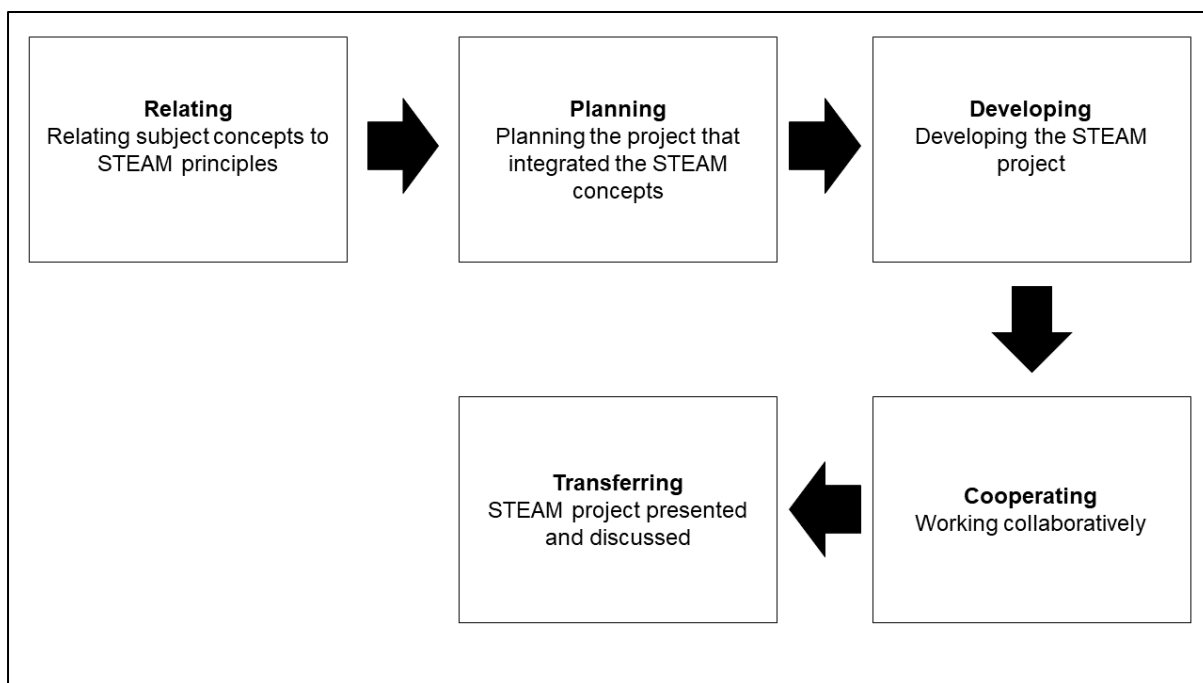 Relating
Relating subject concepts to
STEAM principles
Planning
Planning the project that
integrated the STEAM
concepts
Developing
Developing the STEAM
project
Cooperating
Working collaboratively
Transferring
STEAM project presented
and discussed